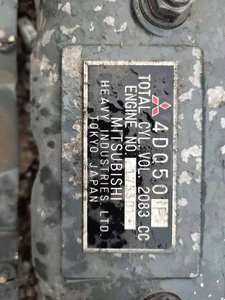 4DQ50
TOTAL CYL. VOL. 2083 CC
ENGINE NO.
MITSUBISHI
HEAVY INDUSTRIES, LTD.
TOKYO JAPAN